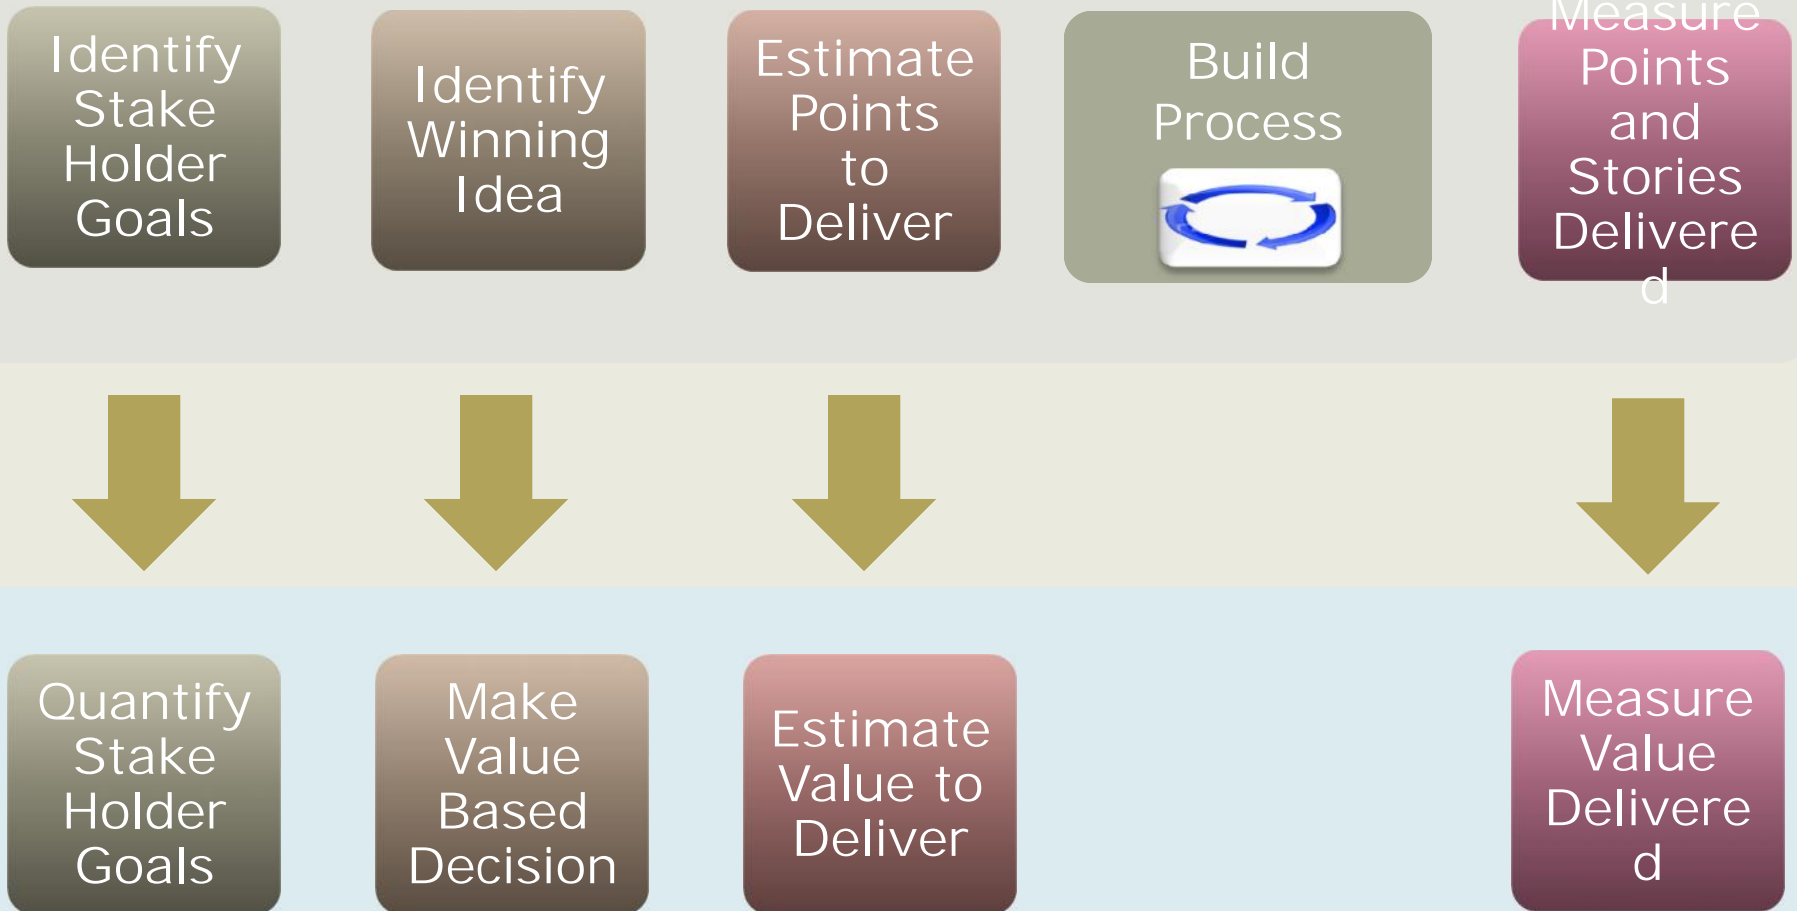 Identify
Stake
Holder
Goals
Identify
Winning
Idea
Estimate
Points
to
Deliver
Build
Process
Measure
Points
and
Stories
Delivere
d
Quantify
Stake
Holder
Goals
Make
Value
Based
Decision
Estimate
Value to
Deliver
Measure
Value
Delivere
d